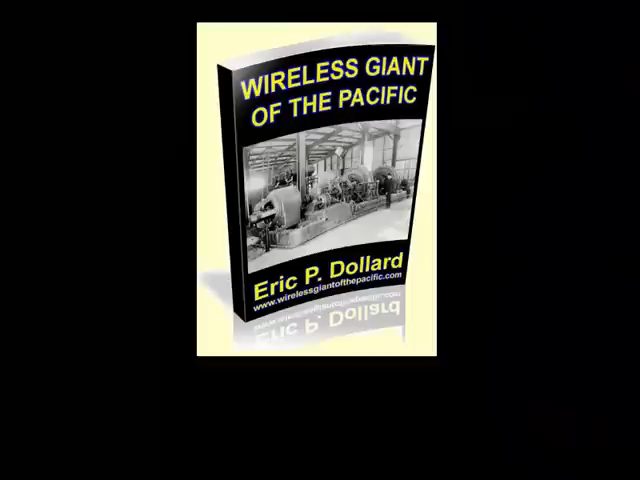 WIRELESS GIANT
OF THE PACIFIC
Eric P. Dollard
www.wirelessgiantofthepacific.com